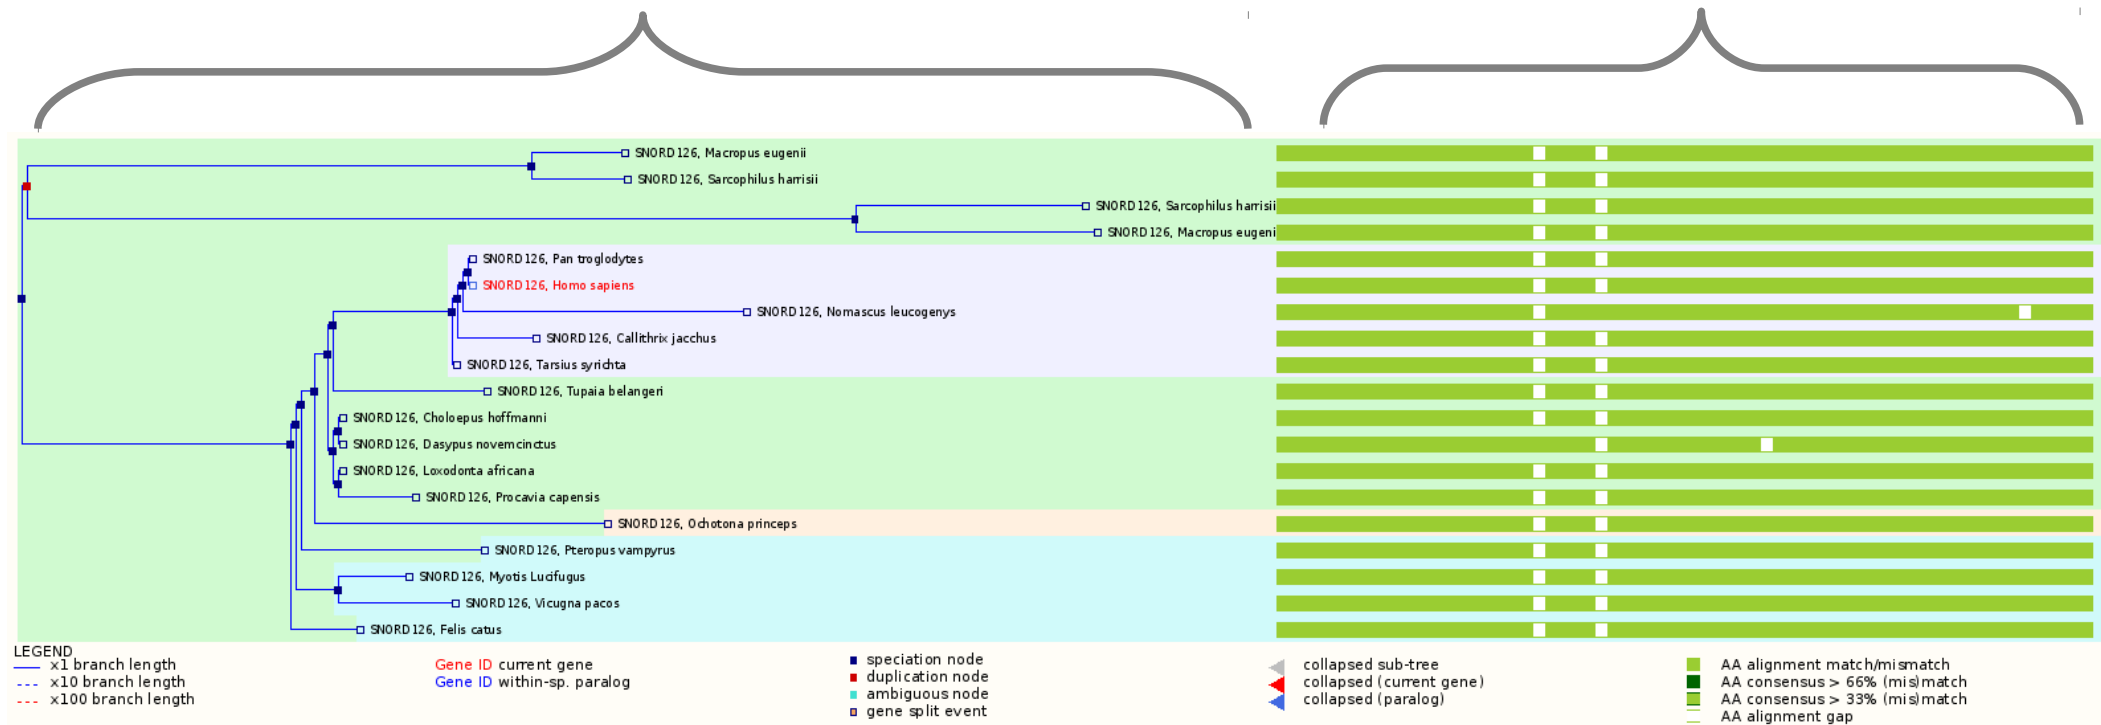 SNORD126, Macropus eugenii
SNORD126, Sarcophilus harrisii
SNORD126, Sarcophilus harrisii
SNORD126, Macropus eugeni
SNORD126, Pan troglodytes
SNORD126, Homo sapiens
SNORD126, Nomascus leucogenys
SNORD126, Callithrix jacchus
SNORD126, Tarsius syrichta
SNORD126, Tupaia belangeri
SNORD126, Choloepus hoffmanni
SNORD126, Dasypus novemcinctus
SNORD126, Loxodonta africana
SNORD126, Procavia capensis
SNORD126, Ochotona princeps
SNORD126, Pteropus vampyrus
SNORD126, Myotis Lucifugus
SNORD126, Vicugna pacos
SNORD126, Felis catus
LEGEND
x1 branch length
x10 branch length
x100 branch length
Gene ID current gene
Gene ID within-sp. paralog
speciation node
duplication node
ambiguous node
gene split event
collapsed sub-tree
collapsed (current gene)
collapsed (paralog)
AA alignment match/mismatch
AA consensus > 66% (mis)match
AA consensus > 33% (mis)match
AA alignment gap